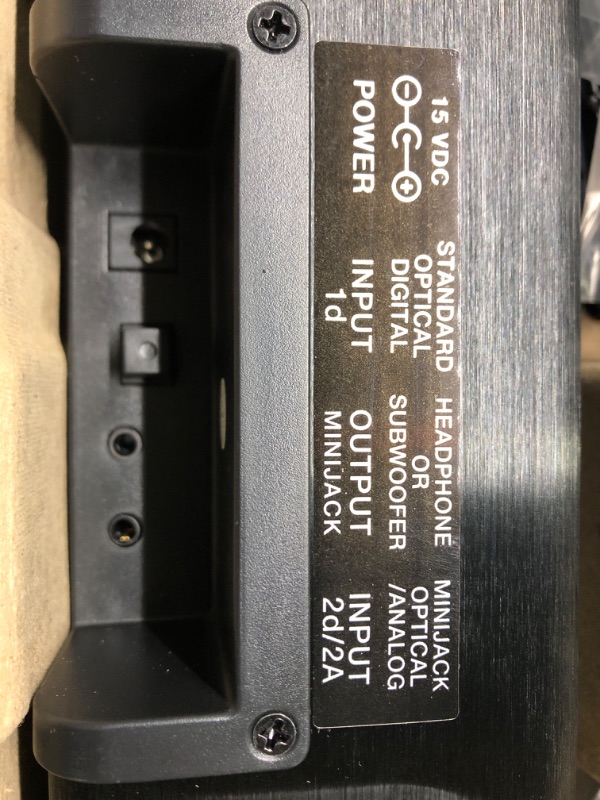 15 VDC
POWER
STANDARD
OPTICAL
DIGITAL
INPUT
1d
HEADPHONE
OR
SUBWOOFER
OUTPUT
MINIJACK
MINIJACK
OPTICAL
/ANALOG
INPUT
2d/2A